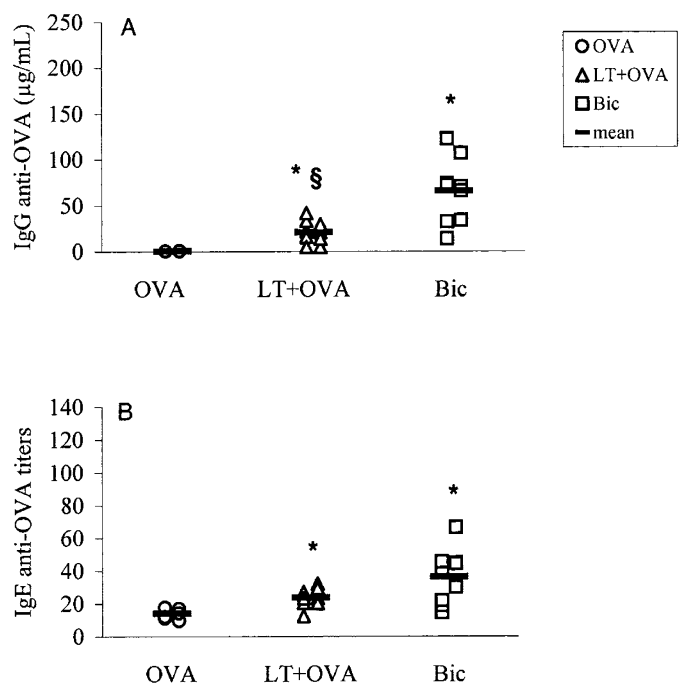 A
IgG anti-OVA (µg/mL)
250
200
150
100
50
0
* §
*
OVA
LT+OVA
Bic
OVA
LT+OVA
Bic
mean
B
IgE anti-OVA titers
140
120
100
80
60
40
20
0
*
*
OVA
LT+OVA
Bic